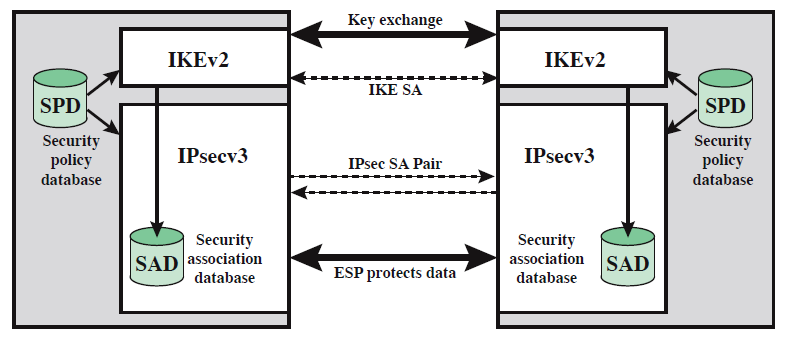 Key exchange
IKEv2
IKEv2
IKE SA
SPD
SPD
Security
policy
database
Security
policy
database
IPsecv3
IPsecv3
IPsec SA Pair
SAD
Security
association
database
Security
association
database
SAD
ESP protects data